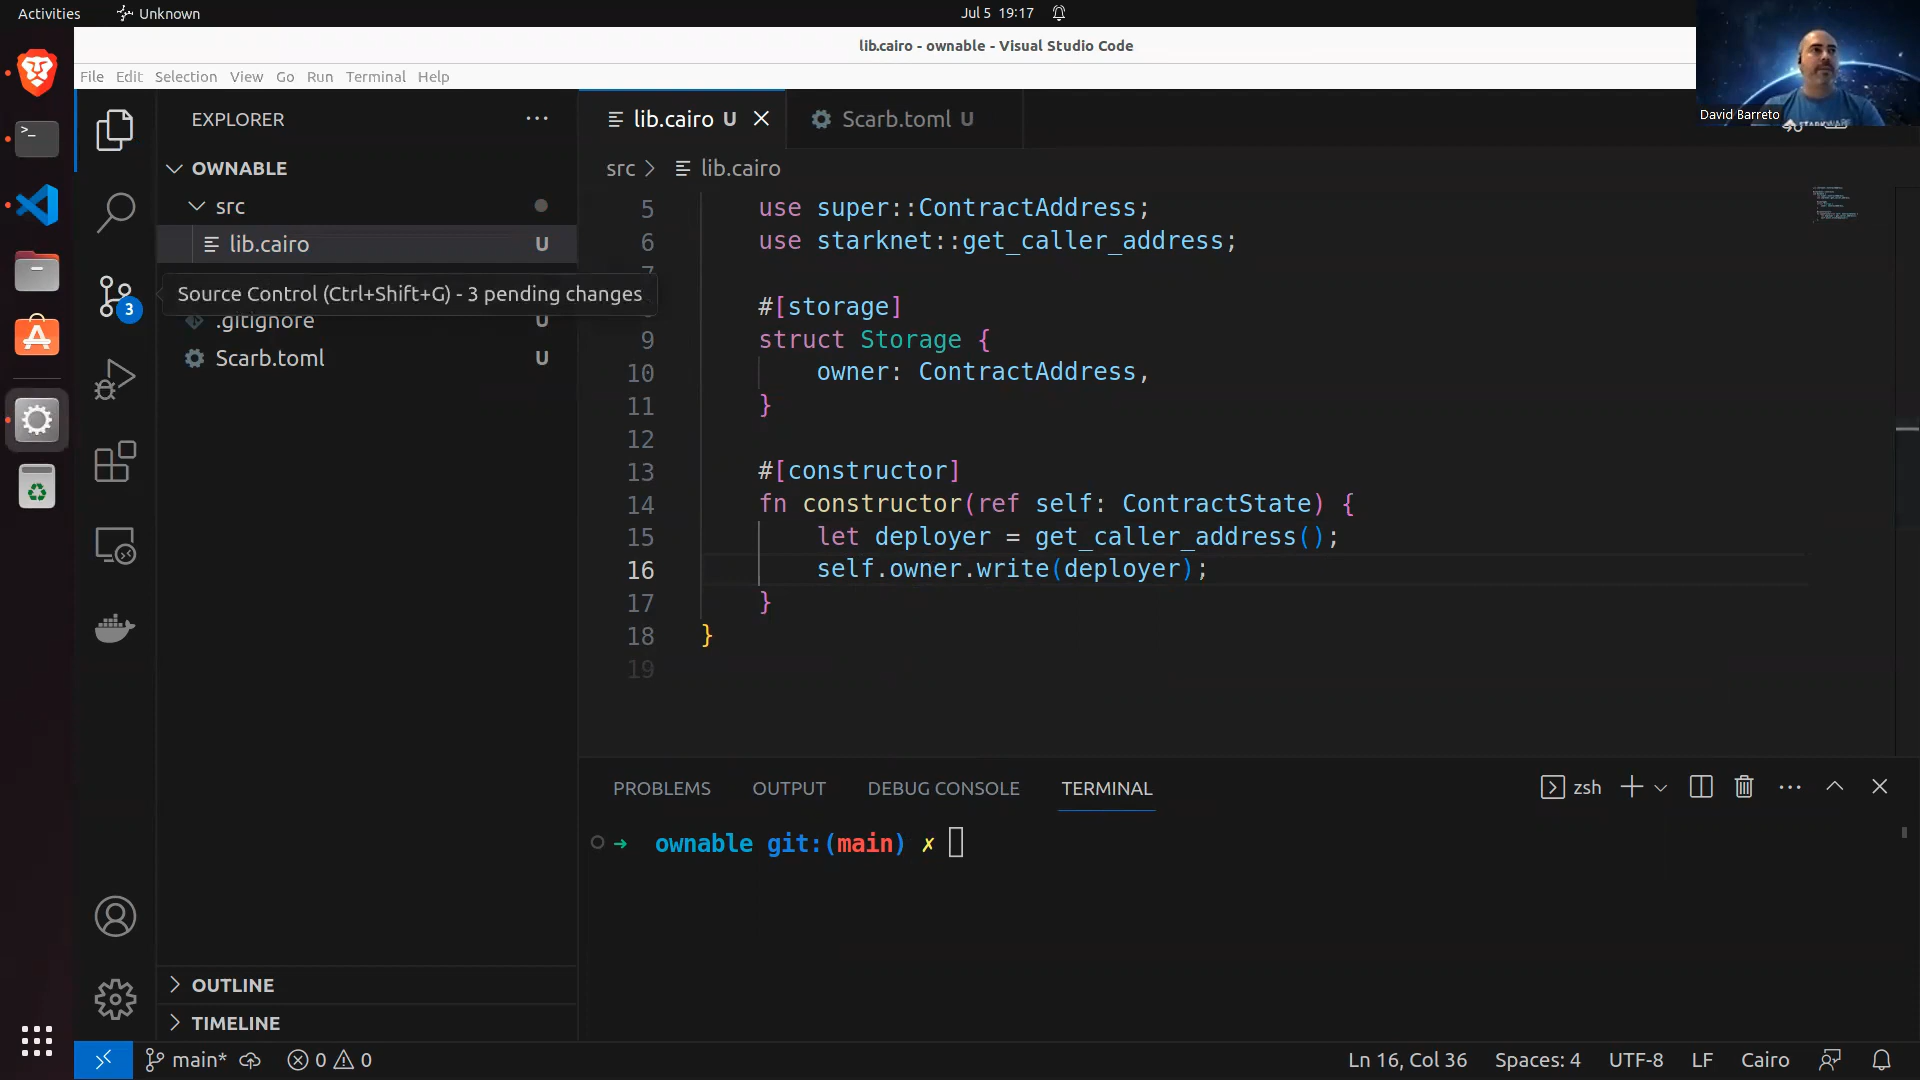 Activities
Unknown
Jul 5 19:17
lib.cairo - ownable - Visual Studio Code
File Edit Selection View Go Run Terminal Help
David Barreto
EXPLORER
OWNABLE
src
lib.cairo U
Source Control (Ctrl+Shift+G) - 3 pending changes
3
.gitignore U
Scarb.toml U
OUTLINE
TIMELINE
lib.cairo U
Scarb.toml U
src > lib.cairo
5 use super::ContractAddress;
6 use starknet::get_caller_address;
7
#[storage]
9 struct Storage {
10 owner: ContractAddress,
11 }
12
13 #[constructor]
14 fn constructor(ref self: ContractState) {
15 let deployer = get_caller_address();
16 self.owner.write(deployer);
17 }
18 }
19
PROBLEMS OUTPUT DEBUG CONSOLE TERMINAL
zsh
➜ ownable git:(main) ✗
main*
0 0
Ln 16, Col 36
Spaces: 4
UTF-8
LF
Cairo